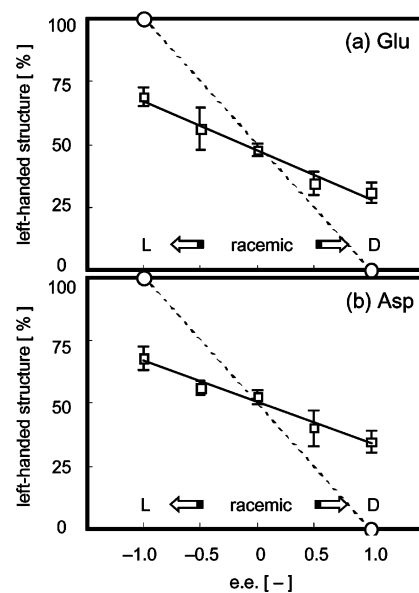 100
75
50
25
0
left-handed structure [ % ]
(a) Glu
L racemic D
100
75
50
25
0
left-handed structure [ % ]
(b) Asp
L racemic D
−1.0 −0.5 0 0.5 1.0
e.e. [ – ]